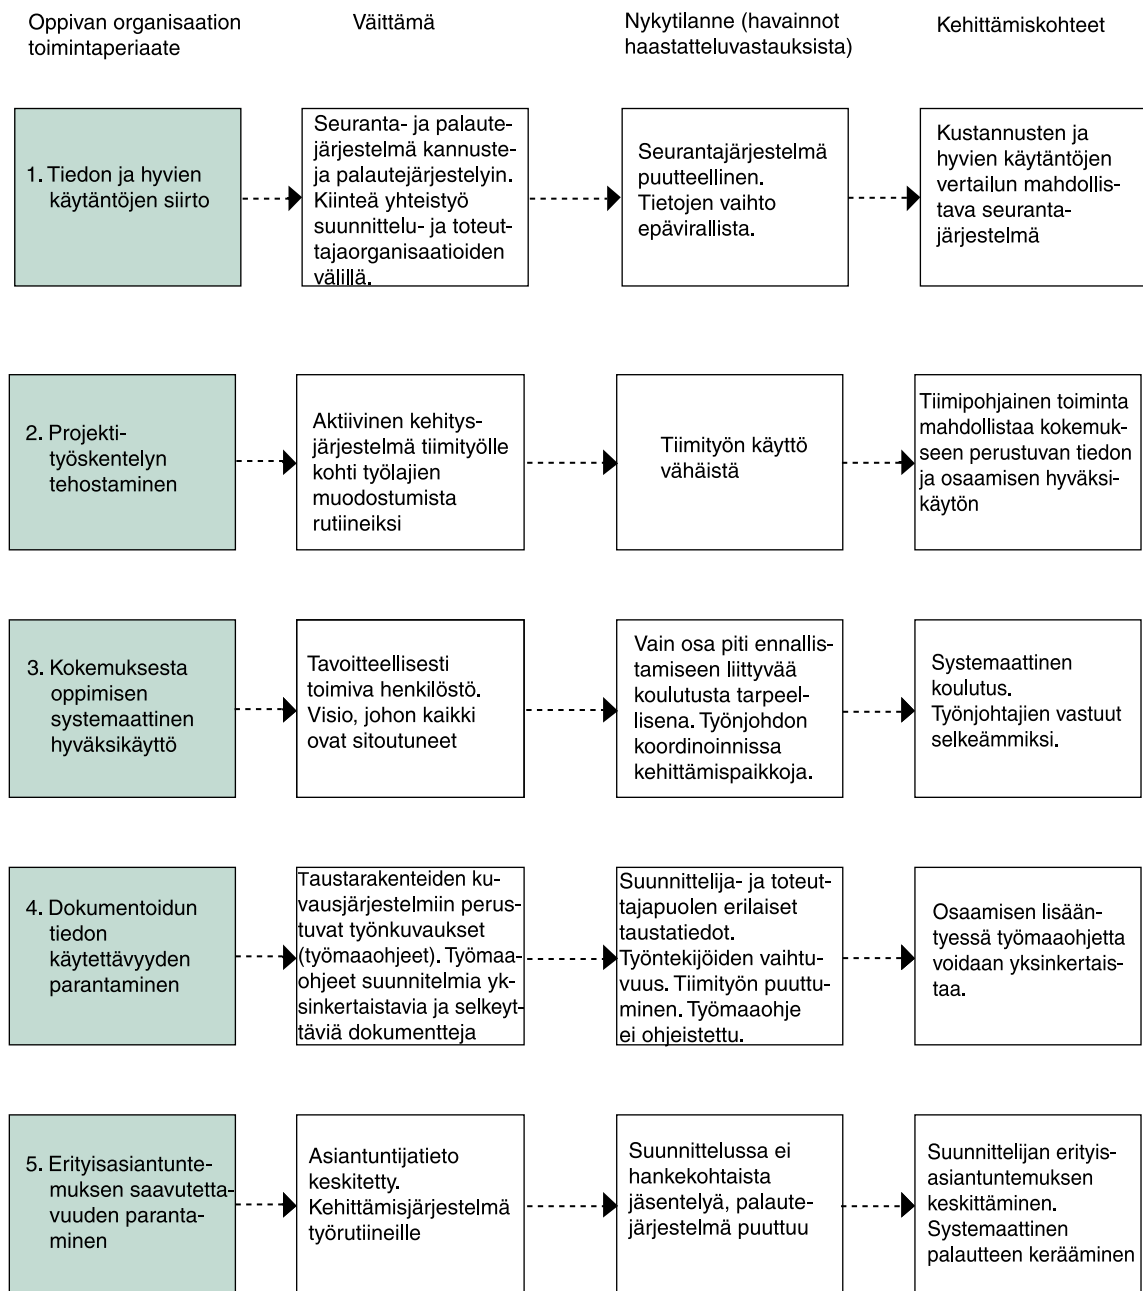 Oppivan organisaation
toimintaperiaate
Väittämä
Nykytilanne (havainnot
haastatteluvastauksista)
Kehittämiskohteet
1. Tiedon ja hyvien
käytäntöjen siirto
Seuranta- ja palaute-
järjestelmä kannuste-
ja palautejärjestelyin.
Kiinteä yhteistyö
suunnittelu- ja toteut-
tajaorganisaatioiden
välillä.
Seurantajärjestelmä
puutteellinen.
Tietojen vaihto
epävirallista.
Kustannusten ja
hyvien käytäntöjen
vertailun mahdollis-
tava seuranta-
järjestelmä
2. Projekti-
työskentelyn
tehostaminen
Aktiivinen kehitys-
järjestelmä tiimityölle
kohti työlajien
muodostumista
rutiineiksi
Tiimityön käyttö
vähäistä
Tiimipohjainen toiminta
mahdollistaa kokemuk-
seen perustuvan tiedon
ja osaamisen hyväksi-
käytön
3. Kokemuksesta
oppimisen
systemaattinen
hyväksikäyttö
Tavoitteellisesti
toimiva henkilöstö.
Visio, johon kaikki
ovat sitoutuneet
Vain osa piti ennallis-
tamiseen liittyvää
koulutusta tarpeel-
lisena. Työnjohdon
koordinoinnissa
kehittämispaikkoja.
Systemaattinen
koulutus.
Työnjohtajien vastuut
selkeämmiksi.
4. Dokumentoidun
tiedon
käytettävyyden
parantaminen
Taustarakenteiden ku-
vausjärjestelmiin perus-
tuvat työnkuvaukset
(työmaaohjeet). Työmaa-
ohjeet suunnitelmia yk-
sinkertaistavia ja selkeyt-
täviä dokumentteja
Suunnittelija- ja toteut-
tajapuolen erilaiset
taustatiedot.
Työntekijöiden vaihtu-
vuus. Tiimityön puuttu-
minen. Työmaaohje
ei ohjeistettu.
Osaamisen lisään-
tyessä työmaaohjetta
voidaan yksinkertais-
taa.
5. Erityisasiantunte-
muksen saavutetta-
vuuden paranta-
minen
Asiantuntijatieto
keskitetty.
Kehittämisjärjestelmä
työrutiineille
Suunnittelussa ei
hankekohtaista
jäsentelyä, palaute-
järjestelmä puuttuu
Suunnittelijan erityis-
asiantuntemuksen
keskittäminen.
Systemaattinen
palautteen kerääminen